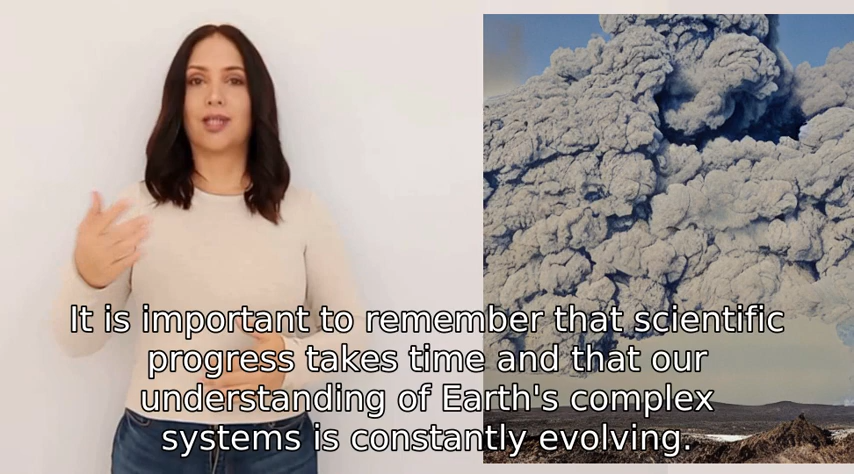 It is important to remember that scientific
progress takes time and that our
understanding of Earth's complex
systems is constantly evolving.